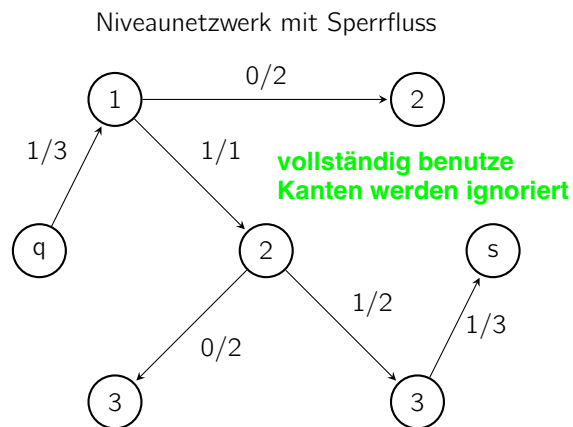 Niveaunetzwerk mit Sperrfluss
0/2
1
2
1/3
1/1
vollständig benutze
Kanten werden ignoriert
q
2
s
1/2
1/3
0/2
3
3